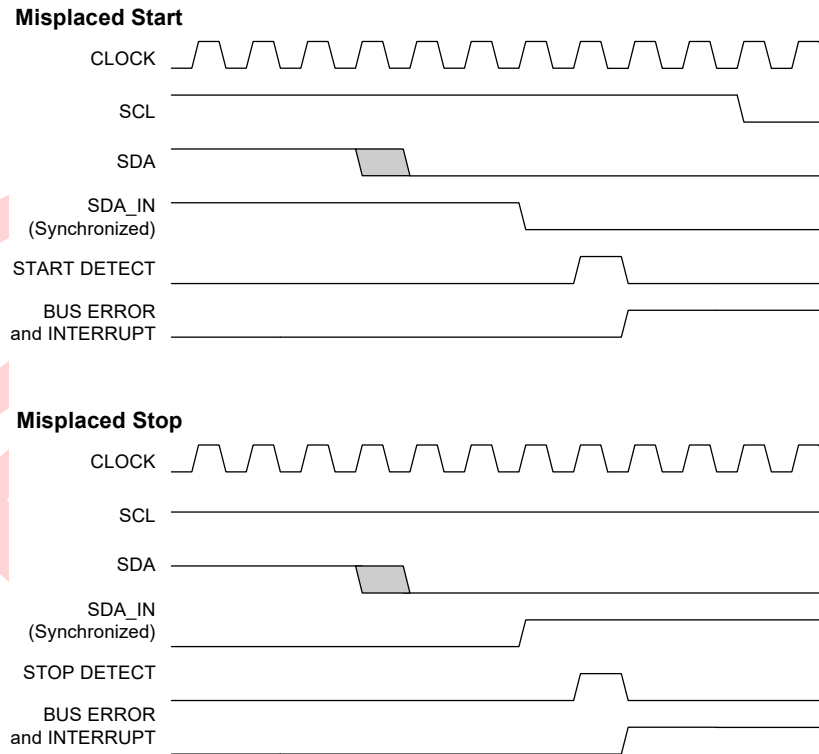 Misplaced Start
CLOCK
SCL
SDA
SDA_IN
(Synchronized)
START DETECT
BUS ERROR
and INTERRUPT
Misplaced Stop
CLOCK
SCL
SDA
SDA_IN
(Synchronized)
STOP DETECT
BUS ERROR
and INTERRUPT